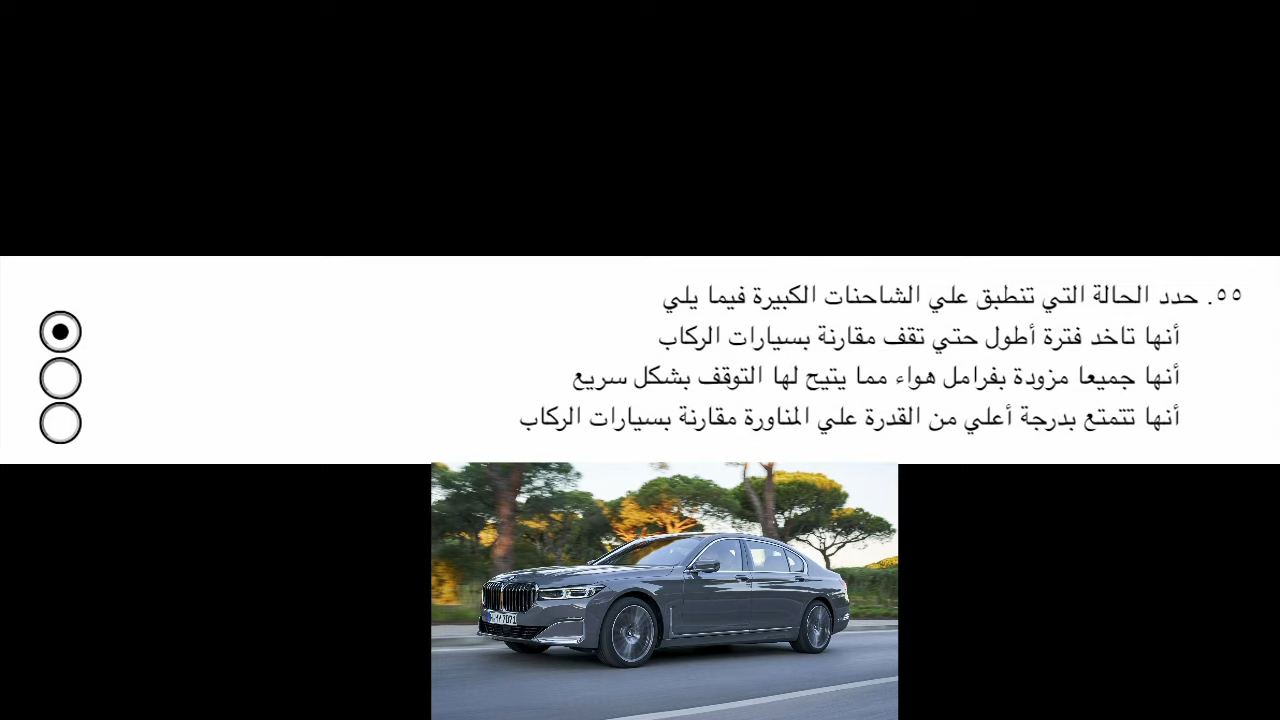 ٥٥. حدد الحالة التي تنطبق علي الشاحنات الكبيرة فيما يلي
أنها تاخد فترة أطول حتي تقف مقارنة بسيارات الركاب
أنها جميعا مزودة بفرامل هواء مما يتيح لها التوقف بشكل سريع
أنها تتمتع بدرجة أعلي من القدرة علي المناورة مقارنة بسيارات الركاب